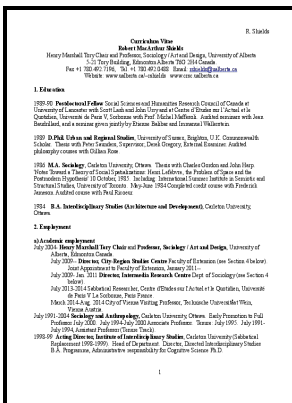 R. Shields
Curriculum Vitae
Robert MacArthur Shields
Henry Marshall Tory Chair and Professor, Sociology / Art and Design, University of Alberta
5-21 Tory Building, Edmonton Alberta T6G 2H4 Canada
Fax +1 780 492 7196, Tel. +1 780 492 0488 Email rshields@ualberta.ca
Website www.ualberta.ca/~rshields www.crsc.ualberta.ca
1. Education
1989-90 Postdoctoral Fellow Social Sciences and Humanities Research Council of Canada at
University of Lancaster with Scott Lash and John Urry and at Centre d'Etudes sur l'Actuel et le
Quotidien, Université de Paris V, Sorbonne with Prof. Michel Maffesoli. Audited seminars with Jean
Baudrillard, and a seminar given jointly by Etienne Balibar and Immanuel Wallerstein.
1989 D.Phil. Urban and Regional Studies, University of Sussex, Brighton, U.K. Commonwealth
Scholar. Thesis with Peter Saunders, Supervisor, Derek Gregory, External Examiner. Audited
philosophy courses with Gillian Rose
1986 M.A. Sociology, Carleton University, Ottawa. Thesis with Charles Gordon and John Harp
'Notes Toward a Theory of Social Spatialisation: Henri Lefebvre, the Problem of Space and the
Postmodern Hypothesis' 10 October, 1985. Including International Summer Institute in Semiotic and
Structural Studies, University of Toronto. May-June 1984 Completed credit course with Frederick
Jameson. Audited course with Paul Ricoeur.
1984 B.A. Interdisciplinary Studies (Architecture and Development), Carleton University,
Ottawa.
2. Employment
a) Academic employment
July 2004- Henry Marshall Tory Chair and Professor, Sociology / Art and Design, University of
Alberta, Edmonton Canada
July 2009-- Director, City-Region Studies Centre Faculty of Extension (see Section 4 below).
Joint Appointment to Faculty of Extension, January 2011--
July 2009- Jan. 2011 Director, Intermedia Research Centre Dept of Sociology (see Section 4
below).
July 2013-2014 Sabbatical Researcher, Centre d'Etudes sur l'Actuel et le Quotidien, Université
de Paris V La Sorbonne, Paris France.
March 2014-Aug. 2014 City of Vienna Visiting Professor, Technische Universität Wein,
Vienna Austria.
July 1991-2004 Sociology and Anthropology, Carleton University, Ottawa. Early Promotion to Full
Professor July 2000. July 1994-July 2000 Associate Professor. Tenure July 1995. July 1991-
July 1994, Assistant Professor (Tenure Track)
1998-99 Acting Director, Institute of Interdisciplinary Studies, Carleton University (Sabbatical
Replacement 1998-1999). Head of Department. Director, Directed Interdisciplinary Studies
B.A. Programme, Administrative responsibility for Cognitive Science Ph.D
1